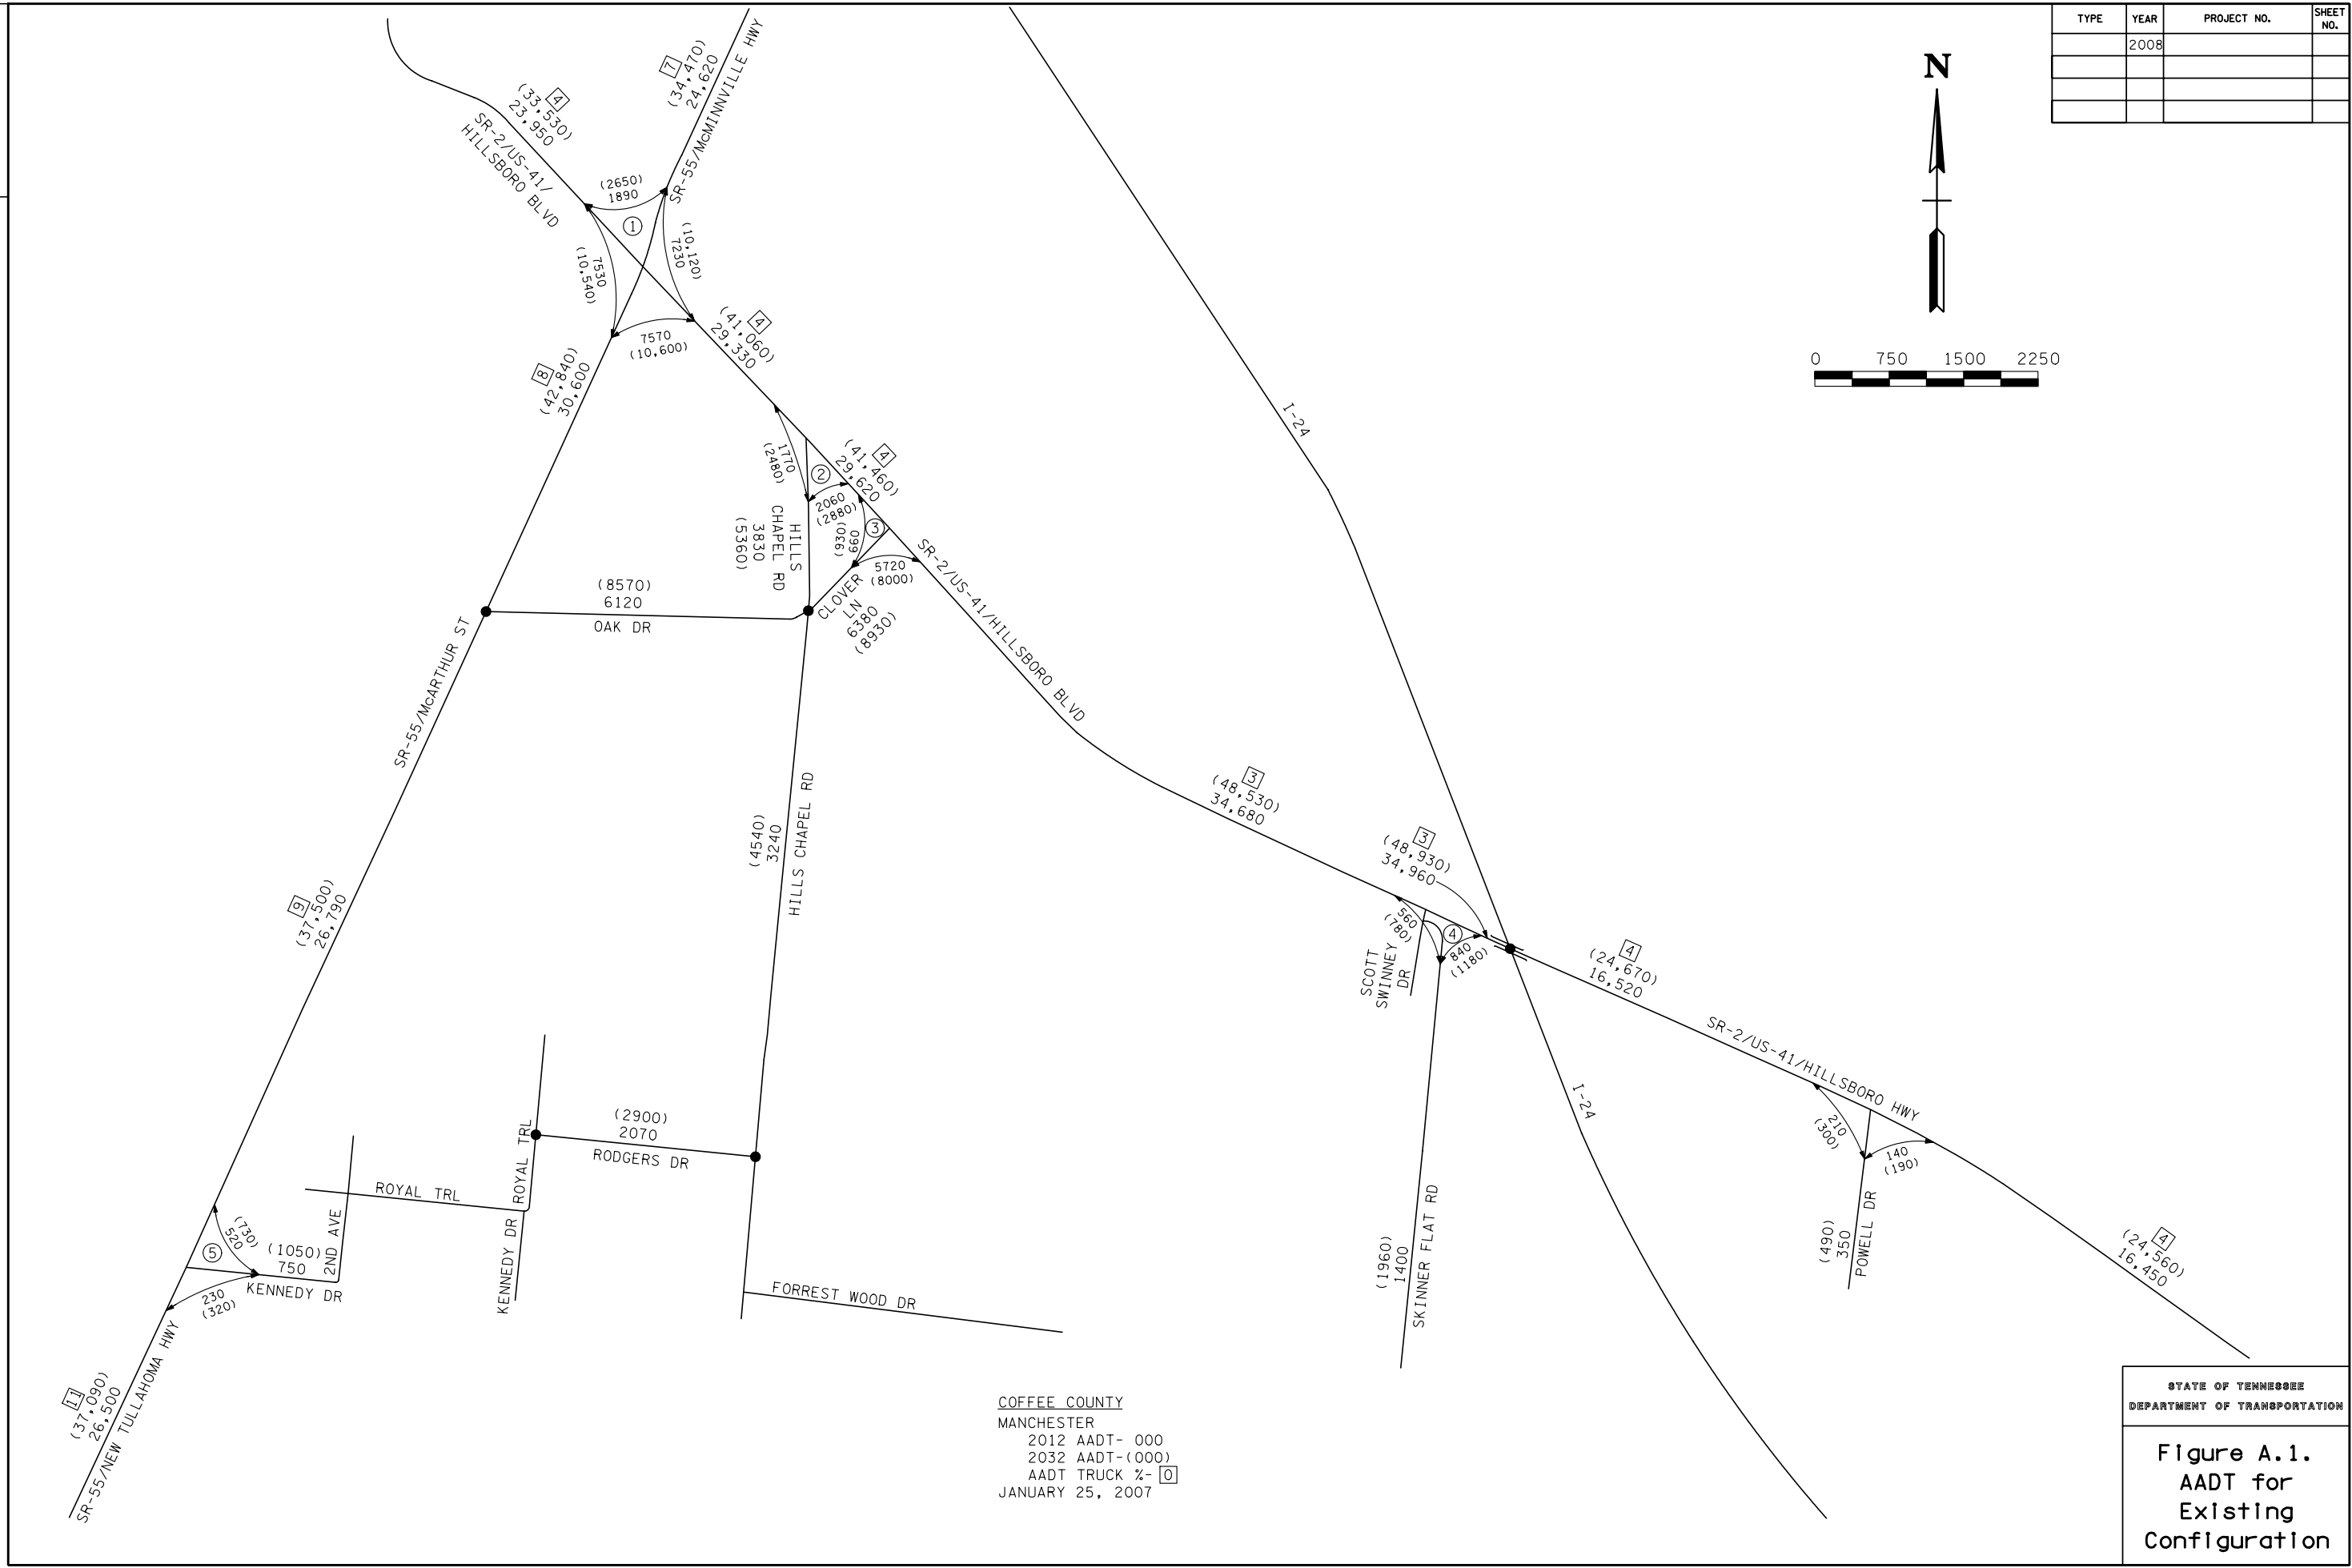 TYPE YEAR PROJECT NO. SHEET NO.
2008
N
0 750 1500 2250
7
(34,470)
24,620
SR-55/McMINNVILLE HWY
4
(33,530)
23,950
SR-2/US-41/
HILLSBORO BLVD
(2650)
1890
1
(10,120)
7230
7530
(10,540)
7570
(10,600)
4
(41,060)
29,330
8
(42,840)
30,600
I-24
4
(41,460)
29,620
1770
(2480)
2
2060
(2880)
3
660
(930)
5720
(8000)
HILLS
CHAPEL RD
3830
(5360)
CLOVER
LN
6380
(8930)
SR-2/US-41/HILLSBORO BLVD
(8570)
6120
OAK DR
SR-55/McARTHUR ST
3
(48,530)
34,680
(4540)
3240
HILLS CHAPEL RD
3
(48,930)
34,960
9
(37,500)
26,790
560
(780)
4
840
(1180)
SCOTT
SWINNEY
DR
4
(24,670)
16,520
SR-2/US-41/HILLSBORO HWY
I-24
(2900)
2070
RODGERS DR
ROYAL TRL
ROYAL TRL
2ND AVE
KENNEDY DR
210
(300)
140
(190)
(490)
350
POWELL DR
4
(24,560)
16,450
(730)
520
5
(1050)
750
KENNEDY DR
230
(320)
(1960)
1400
SKINNER FLAT RD
FORREST WOOD DR
11
(37,090)
26,500
SR-55/NEW TULLAHOMA HWY
COFFEE COUNTY
MANCHESTER
2012 AADT- 000
2032 AADT-(000)
AADT TRUCK %- 0
JANUARY 25, 2007
STATE OF TENNESSEE
DEPARTMENT OF TRANSPORTATION
Figure A.1.
AADT for
Existing
Configuration